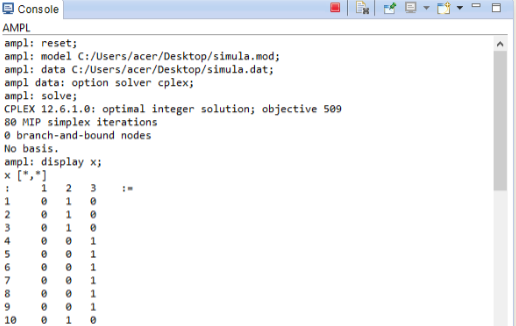 Console
AMPL
ampl: reset;
ampl: model C:/Users/acer/Desktop/simula.mod;
ampl: data C:/Users/acer/Desktop/simula.dat;
ampl data: option solver cplex;
ampl: solve;
CPLEX 12.6.1.0: optimal integer solution; objective 509
80 MIP simplex iterations
0 branch-and-bound nodes
No basis.
ampl: display x;
x [*,*]
:    1   2   3    :=
1    0   1   0
2    0   1   0
3    0   1   0
4    0   0   1
5    0   0   1
6    0   0   1
7    0   0   1
8    0   0   1
9    0   0   1
10   0   1   0